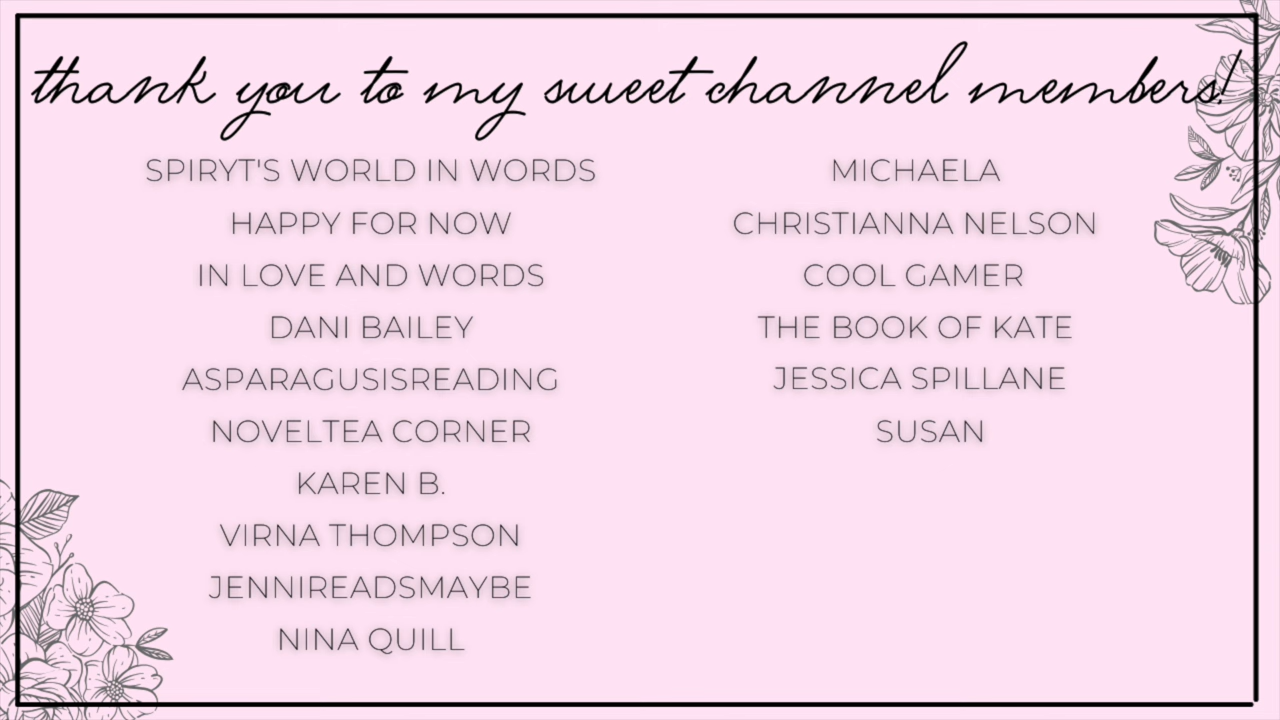 thank you to my sweet channel members!
SPIRYT'S WORLD IN WORDS
HAPPY FOR NOW
IN LOVE AND WORDS
DANI BAILEY
ASPARAGUSISREADING
NOVELTEA CORNER
KAREN B.
VIRNA THOMPSON
JENNIREADSMAYBE
NINA QUILL
MICHAELA
CHRISTIANNA NELSON
COOL GAMER
THE BOOK OF KATE
JESSICA SPILLANE
SUSAN